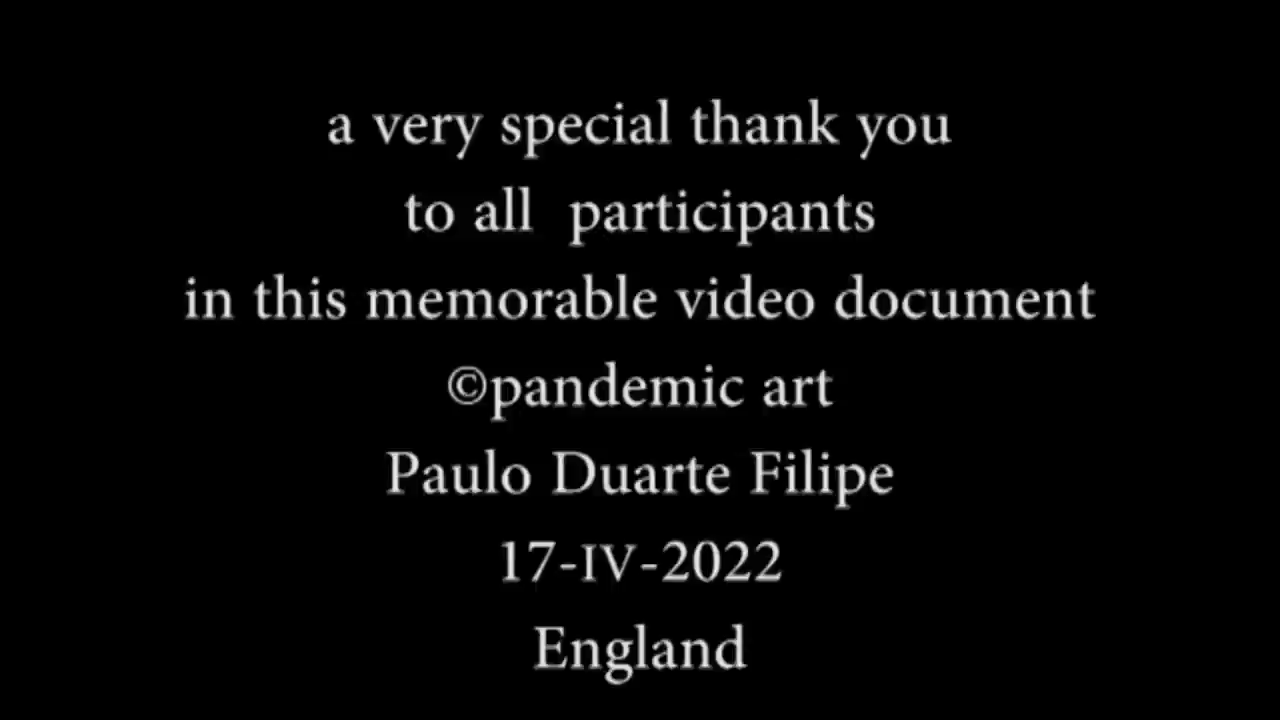 a very special thank you
to all  participants
in this memorable video document
©pandemic art
Paulo Duarte Filipe
17-IV-2022
England